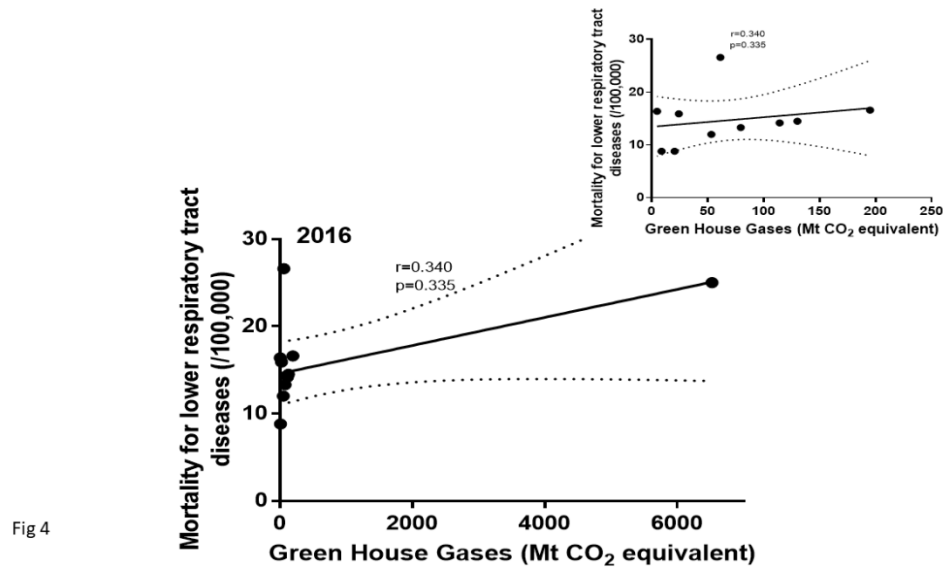 r=0.340
p=0.335
30
20
10
0
Mortality for lower respiratory tract
diseases (/100,000)
0
50
100
150
200
250
Green House Gases (Mt CO₂ equivalent)
2016
r=0.340
p=0.335
30
20
10
0
Mortality for lower respiratory tract
diseases (/100,000)
0
2000
4000
6000
Green House Gases (Mt CO₂ equivalent)
Fig 4